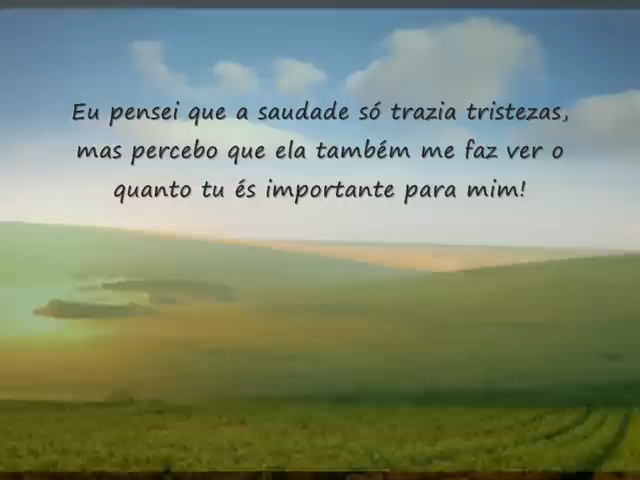 Eu pensei que a saudade só trazia tristezas,
mas percebo que ela também me faz ver o
quanto tu és importante para mim!